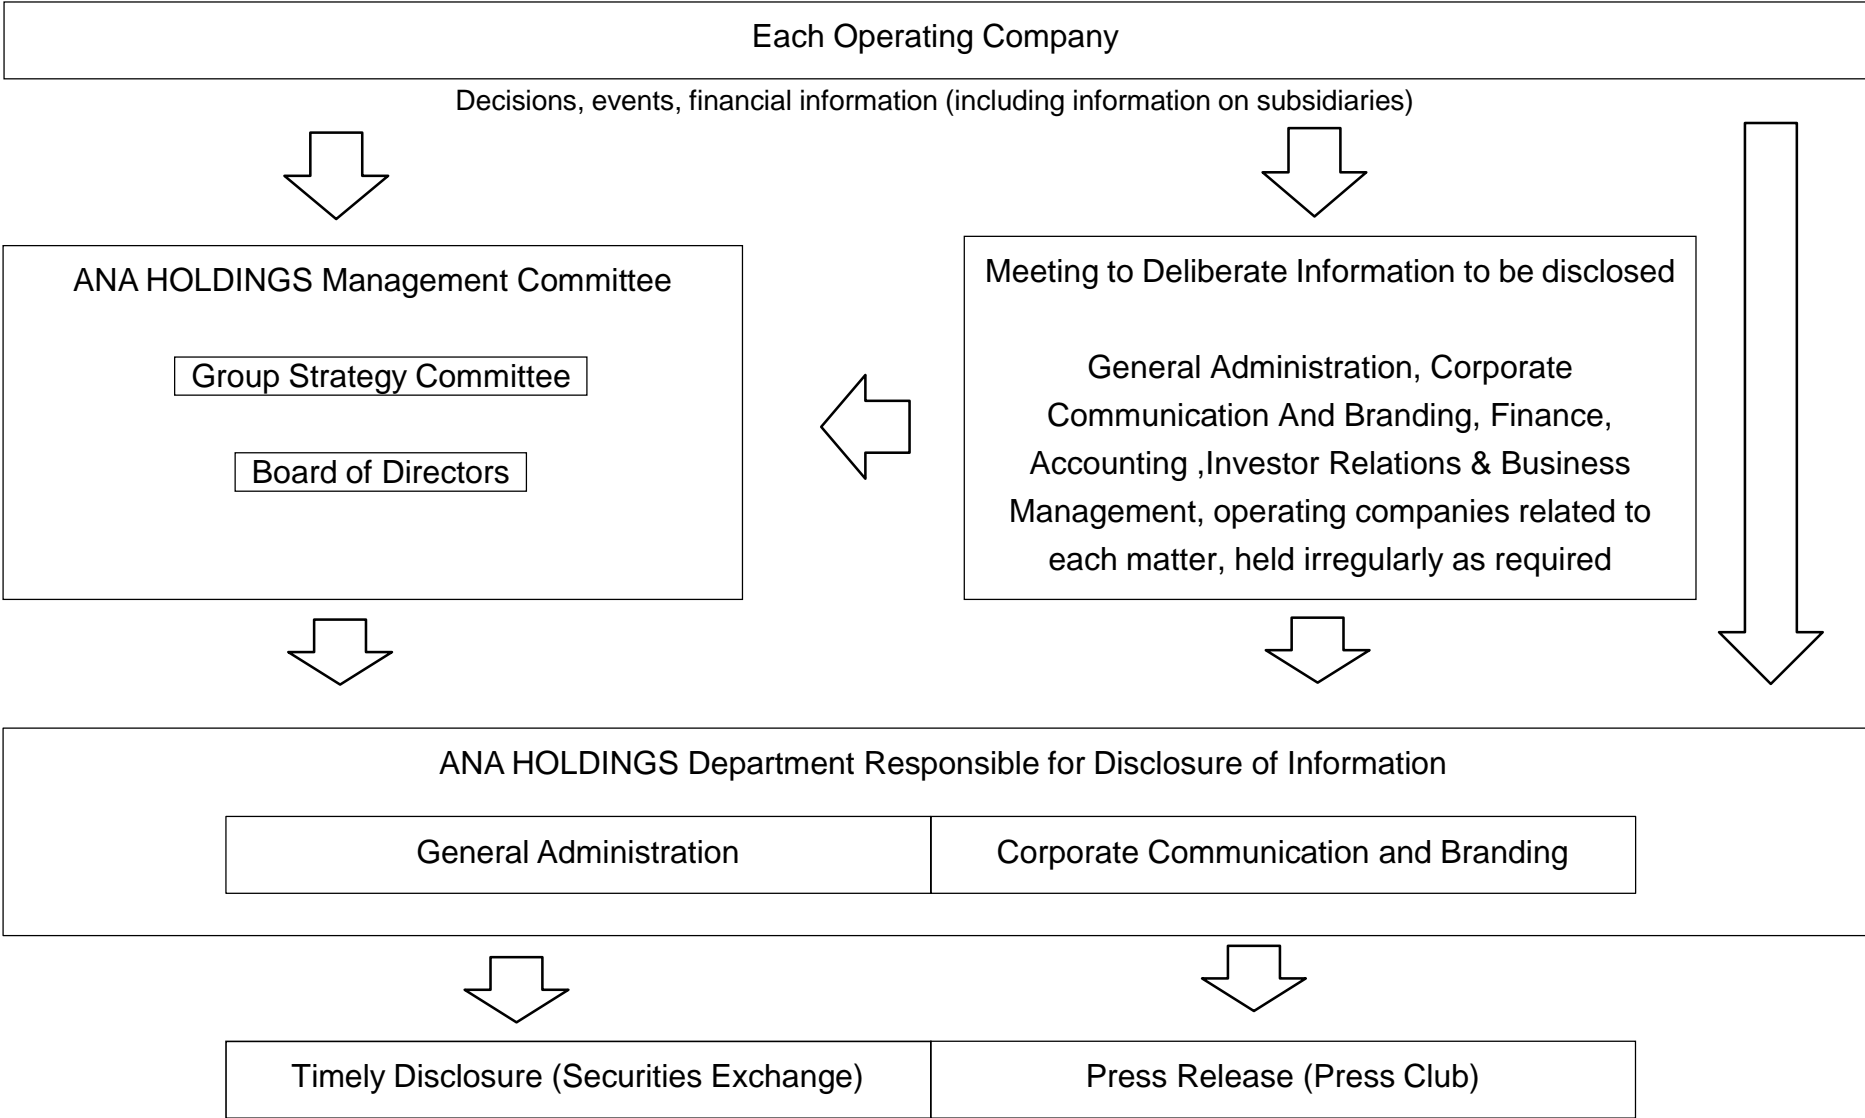 Each Operating Company
Decisions, events, financial information (including information on subsidiaries)
ANA HOLDINGS Management Committee
Group Strategy Committee
Board of Directors
Meeting to Deliberate Information to be disclosed
General Administration, Corporate
Communication And Branding, Finance,
Accounting ,Investor Relations & Business
Management, operating companies related to
each matter, held irregularly as required
ANA HOLDINGS Department Responsible for Disclosure of Information
General Administration
Corporate Communication and Branding
Timely Disclosure (Securities Exchange)
Press Release (Press Club)